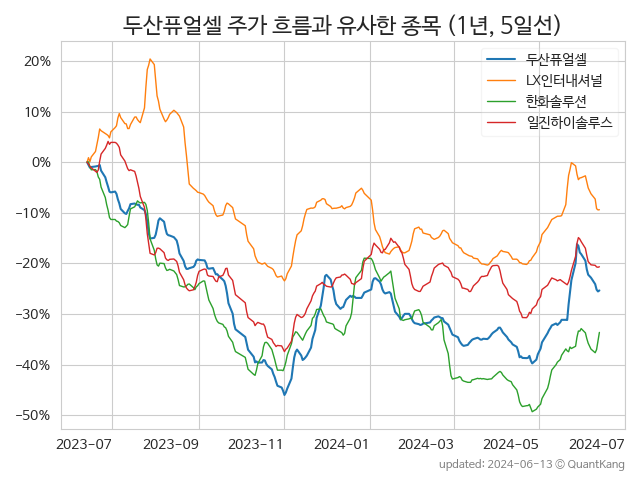 두산퓨얼셀 주가 흐름과 유사한 종목 (1년, 5일선)
두산퓨얼셀
LX인터내셔널
한화솔루션
일진하이솔루스
20%
10%
0%
−10%
−20%
−30%
−40%
−50%
2023-07 2023-09 2023-11 2024-01 2024-03 2024-05 2024-07
updated: 2024-06-13 © QuantKang